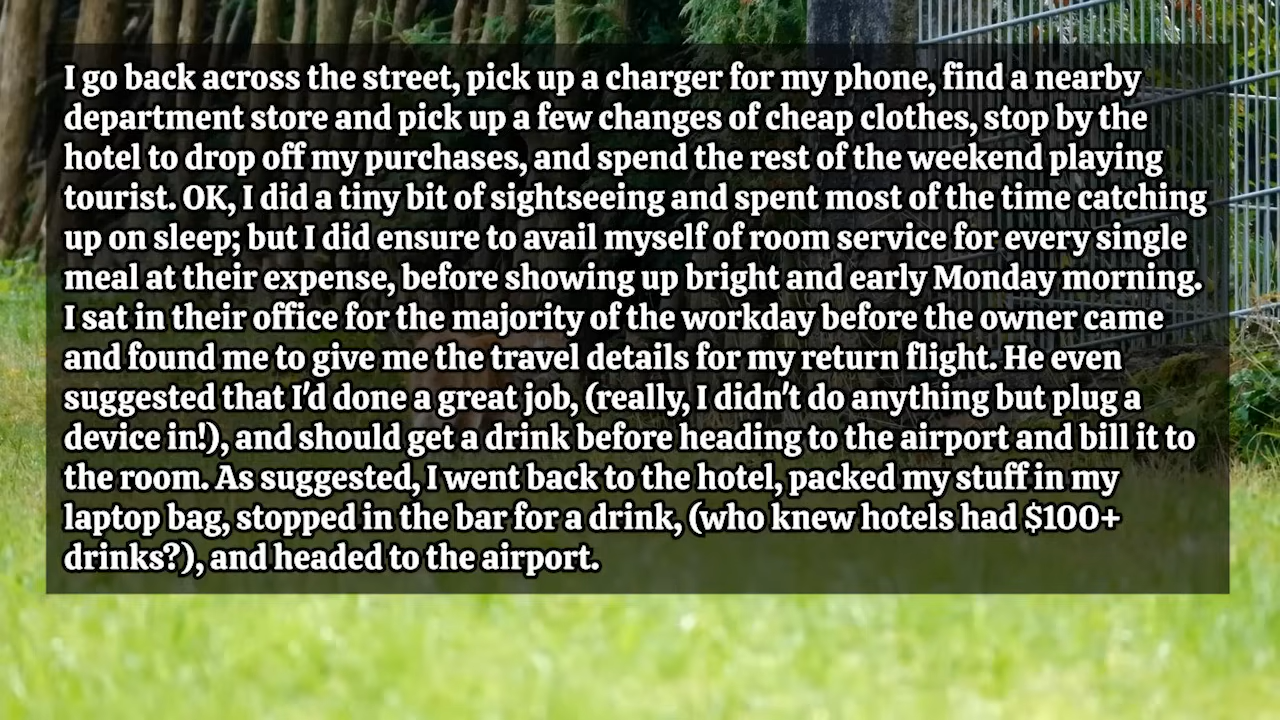 I go back across the street, pick up a charger for my phone, find a nearby
department store and pick up a few changes of cheap clothes, stop by the
hotel to drop off my purchases, and spend the rest of the weekend playing
tourist. OK, I did a tiny bit of sightseeing and spent most of the time catching
up on sleep; but I did ensure to avail myself of room service for every single
meal at their expense, before showing up bright and early Monday morning.
I sat in their office for the majority of the workday before the owner came
and found me to give me the travel details for my return flight. He even
suggested that I'd done a great job, (really, I didn't do anything but plug a
device in!), and should get a drink before heading to the airport and bill it to
the room. As suggested, I went back to the hotel, packed my stuff in my
laptop bag, stopped in the bar for a drink, (who knew hotels had $100+
drinks?), and headed to the airport.